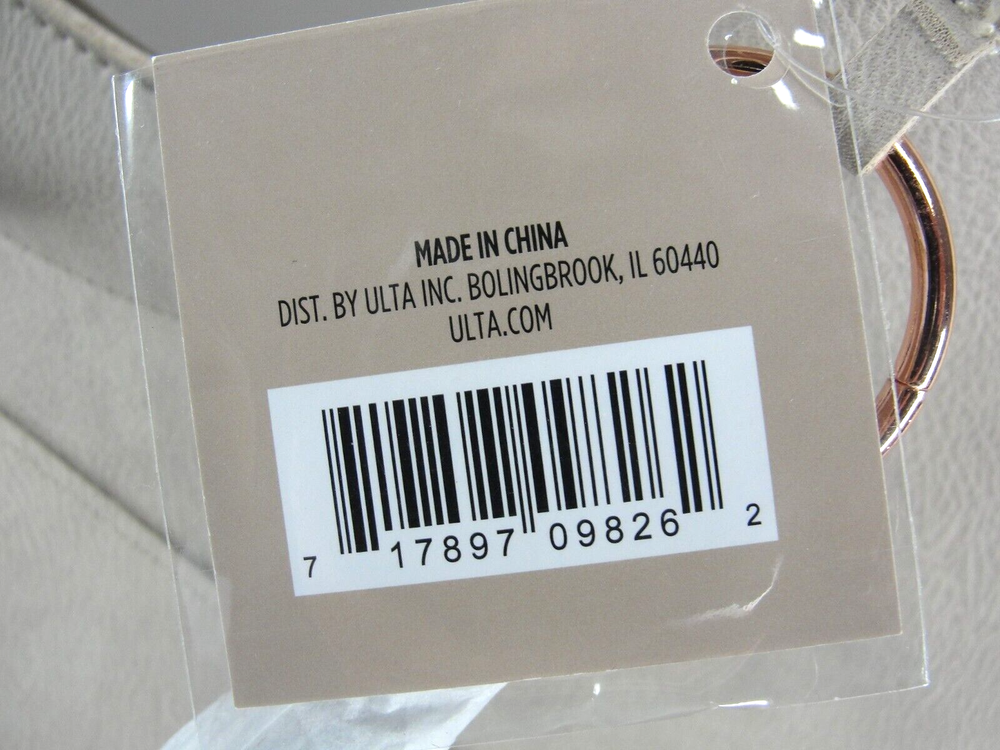 MADE IN CHINA
DIST. BY ULTA INC. BOLINGBROOK, IL 60440
ULTA.COM
7 17897 09826 2